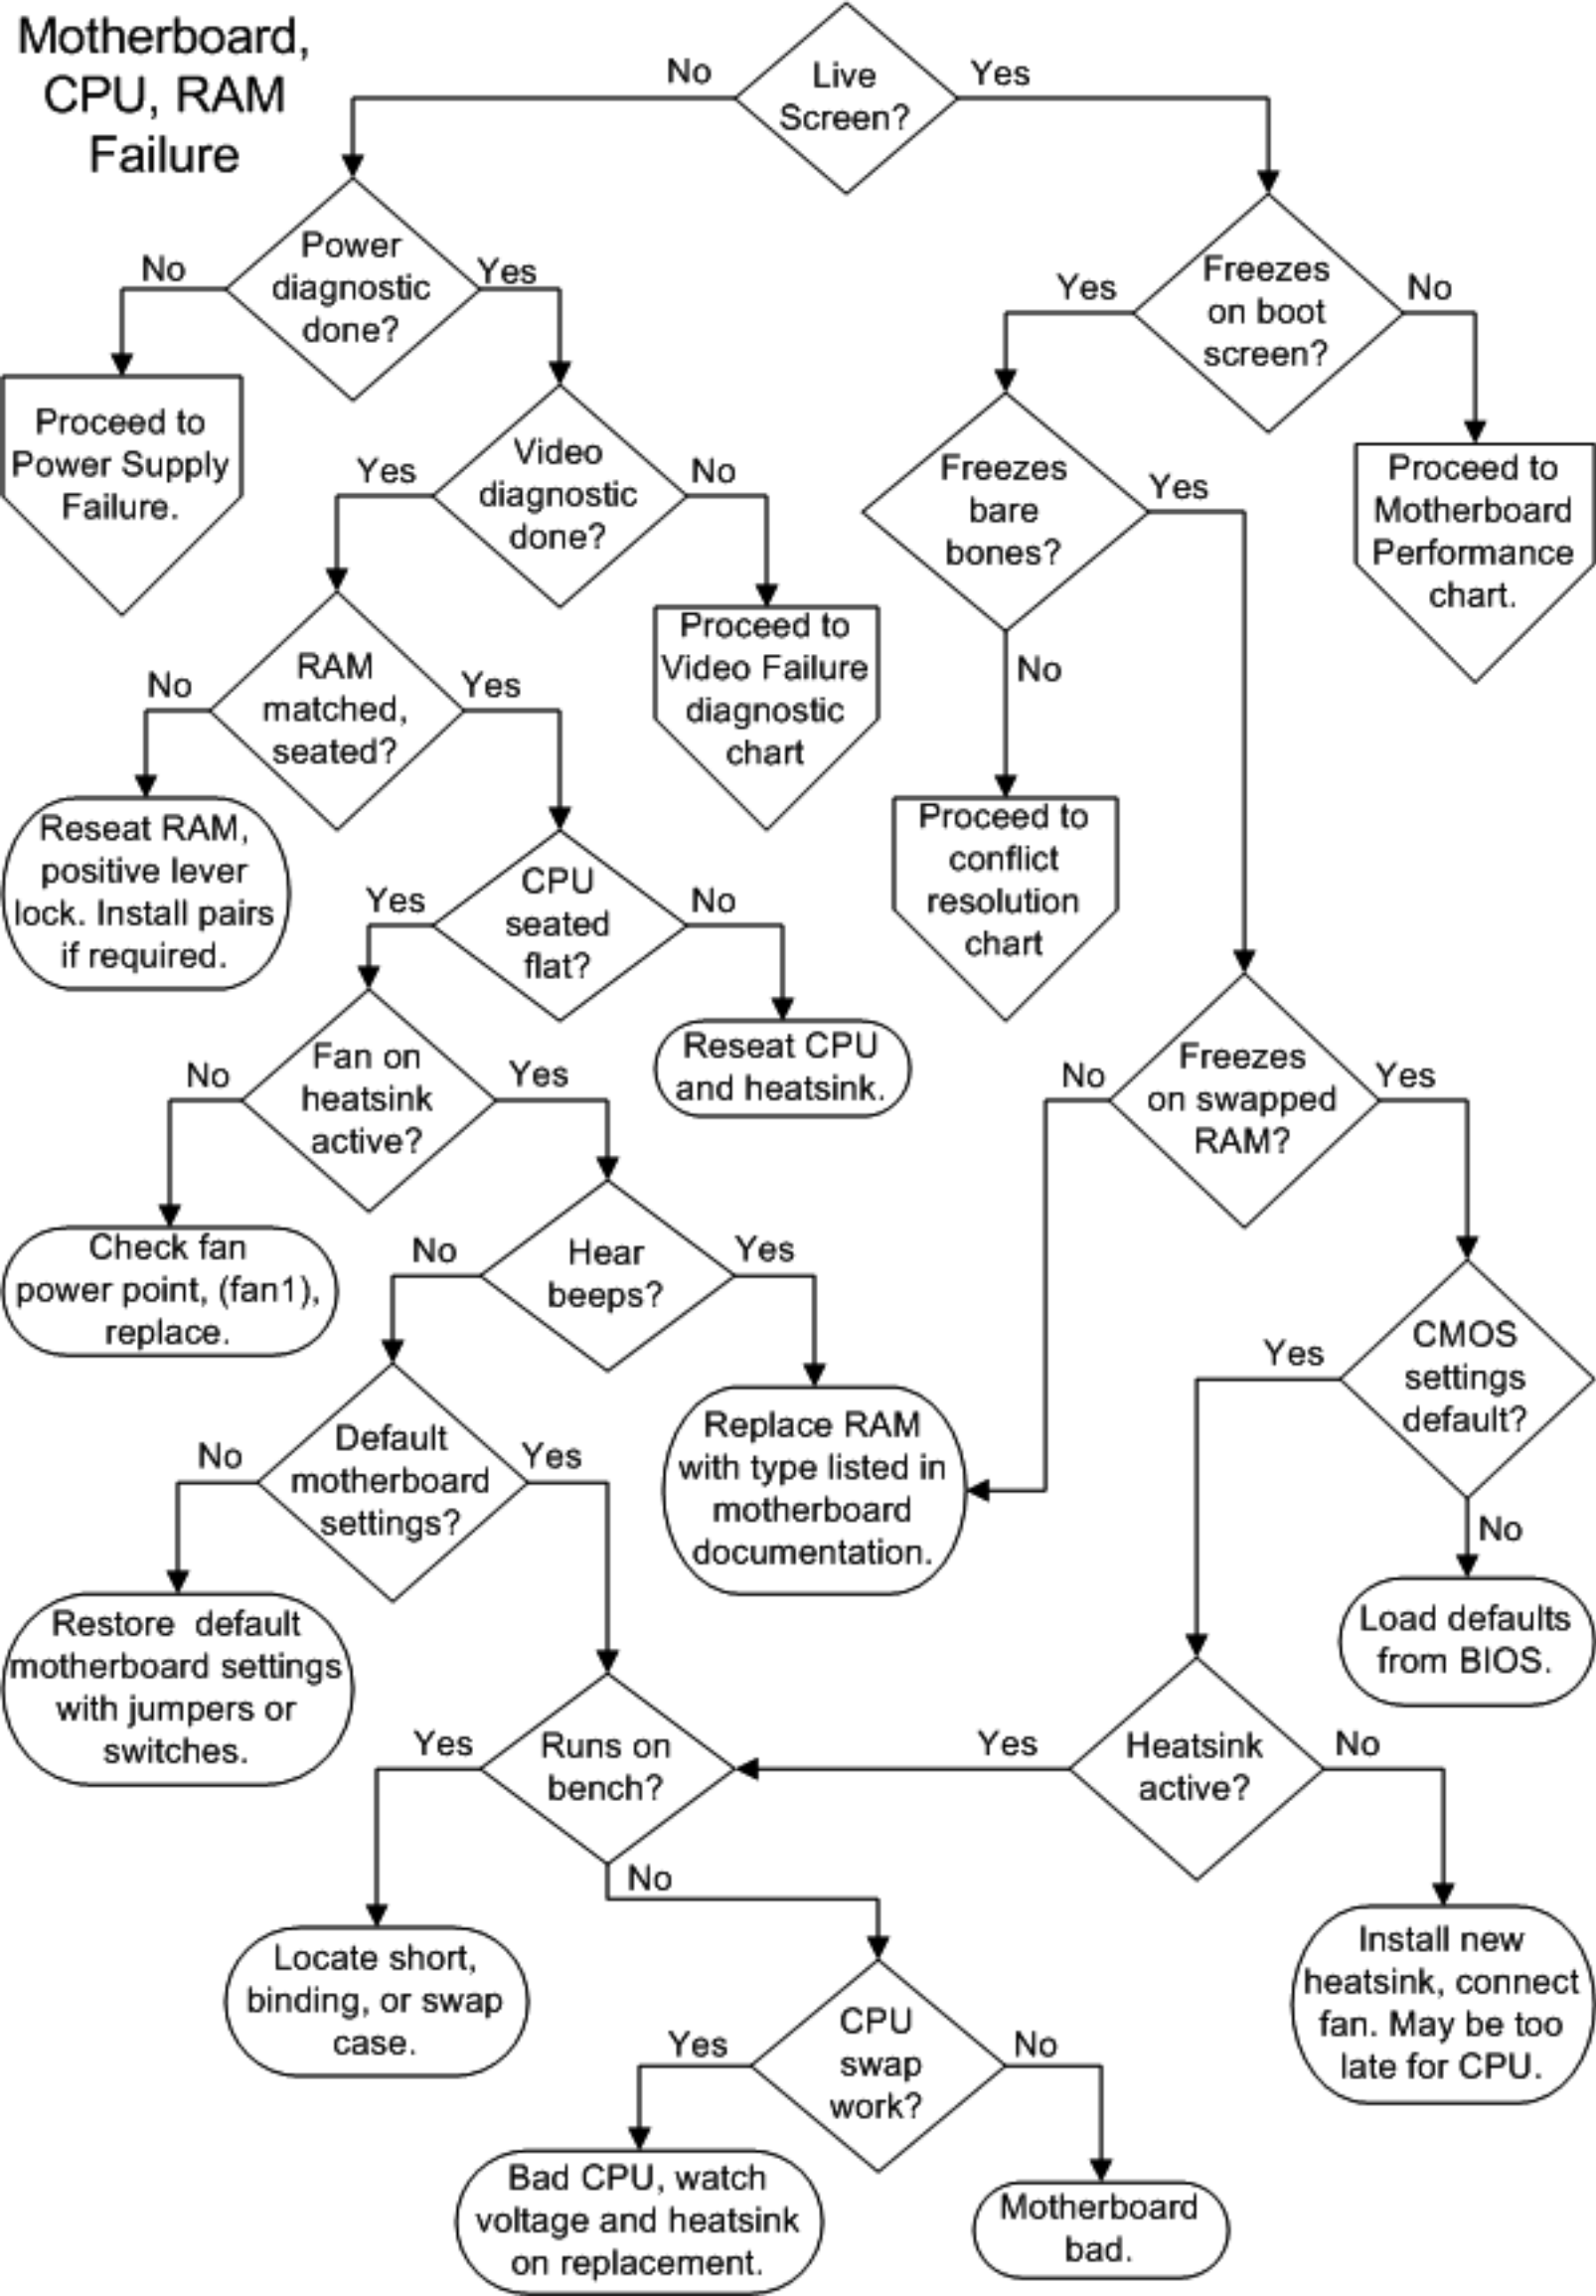 Motherboard,
CPU, RAM
Failure
No
Live
Screen?
Yes
No
Power
diagnostic
done?
Yes
Yes
Freezes
on boot
screen?
No
Proceed to
Power Supply
Failure.
Yes
Video
diagnostic
done?
No
Freezes
bare
bones?
Yes
Proceed to
Motherboard
Performance
chart.
No
RAM
matched,
seated?
Yes
Proceed to
Video Failure
diagnostic
chart
No
Reseat RAM,
positive lever
lock. Install pairs
if required.
Yes
CPU
seated
flat?
No
Proceed to
conflict
resolution
chart
No
Fan on
heatsink
active?
Yes
Reseat CPU
and heatsink.
No
Freezes
on swapped
RAM?
Yes
Check fan
power point, (fan1),
replace.
No
Hear
beeps?
Yes
Yes
CMOS
settings
default?
No
No
Default
motherboard
settings?
Yes
Replace RAM
with type listed in
motherboard
documentation.
Load defaults
from BIOS.
Restore  default
motherboard settings
with jumpers or
switches.
Yes
Runs on
bench?
No
Yes
Heatsink
active?
No
Locate short,
binding, or swap
case.
Install new
heatsink, connect
fan. May be too
late for CPU.
Yes
CPU
swap
work?
No
Bad CPU, watch
voltage and heatsink
on replacement.
Motherboard
bad.